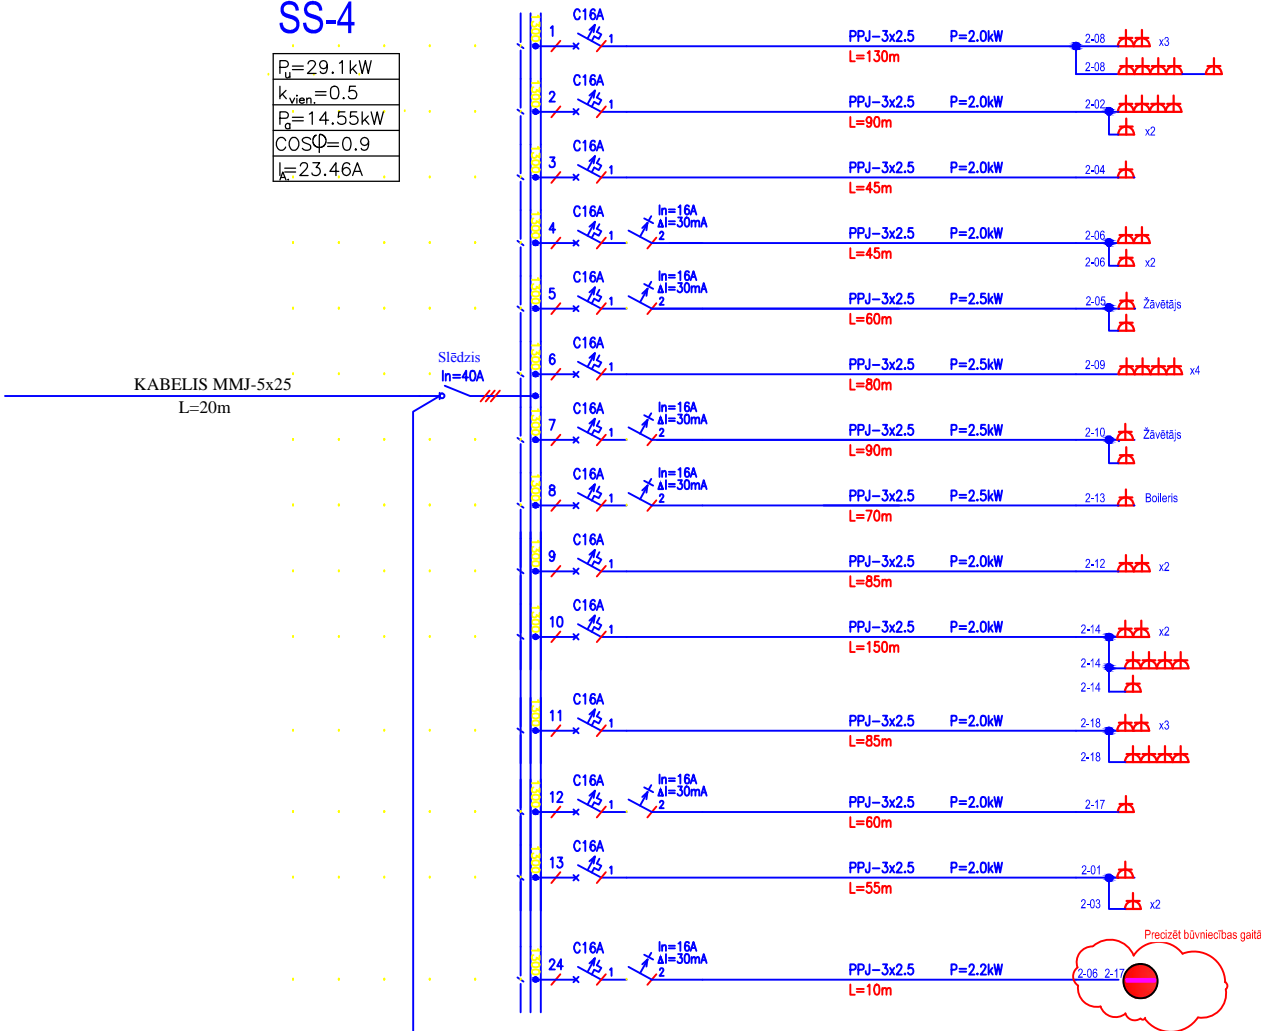 SS-4
Pu=29.1kW
kvien.=0.5
Pa=14.55kW
COSφ=0.9
IA.=23.46A
KABELIS MMJ-5x25
L=20m
Slēdzis
In=40A
1 C16A 1 PPJ-3x2.5 P=2.0kW L=130m 2-08 x3
2-08
2 C16A 1 PPJ-3x2.5 P=2.0kW L=90m 2-02
x2
3 C16A 1 PPJ-3x2.5 P=2.0kW L=45m 2-04
4 C16A 1 In=16A ΔI=30mA 2 PPJ-3x2.5 P=2.0kW L=45m 2-06
2-06 x2
5 C16A 1 In=16A ΔI=30mA 2 PPJ-3x2.5 P=2.5kW L=60m 2-05 Žāvētājs
6 C16A 1 PPJ-3x2.5 P=2.5kW L=80m 2-09 x4
7 C16A 1 In=16A ΔI=30mA 2 PPJ-3x2.5 P=2.5kW L=90m 2-10 Žāvētājs
8 C16A 1 In=16A ΔI=30mA 2 PPJ-3x2.5 P=2.5kW L=70m 2-13 Boileris
9 C16A 1 PPJ-3x2.5 P=2.0kW L=85m 2-12 x2
10 C16A 1 PPJ-3x2.5 P=2.0kW L=150m 2-14 x2
2-14
2-14
11 C16A 1 PPJ-3x2.5 P=2.0kW L=85m 2-18 x3
2-18
12 C16A 1 In=16A ΔI=30mA 2 PPJ-3x2.5 P=2.0kW L=60m 2-17
13 C16A 1 PPJ-3x2.5 P=2.0kW L=55m 2-01
2-03 x2
Precizēt būvniecības gaitā
24 C16A 1 In=16A ΔI=30mA 2 PPJ-3x2.5 P=2.2kW L=10m 2-06 2-17